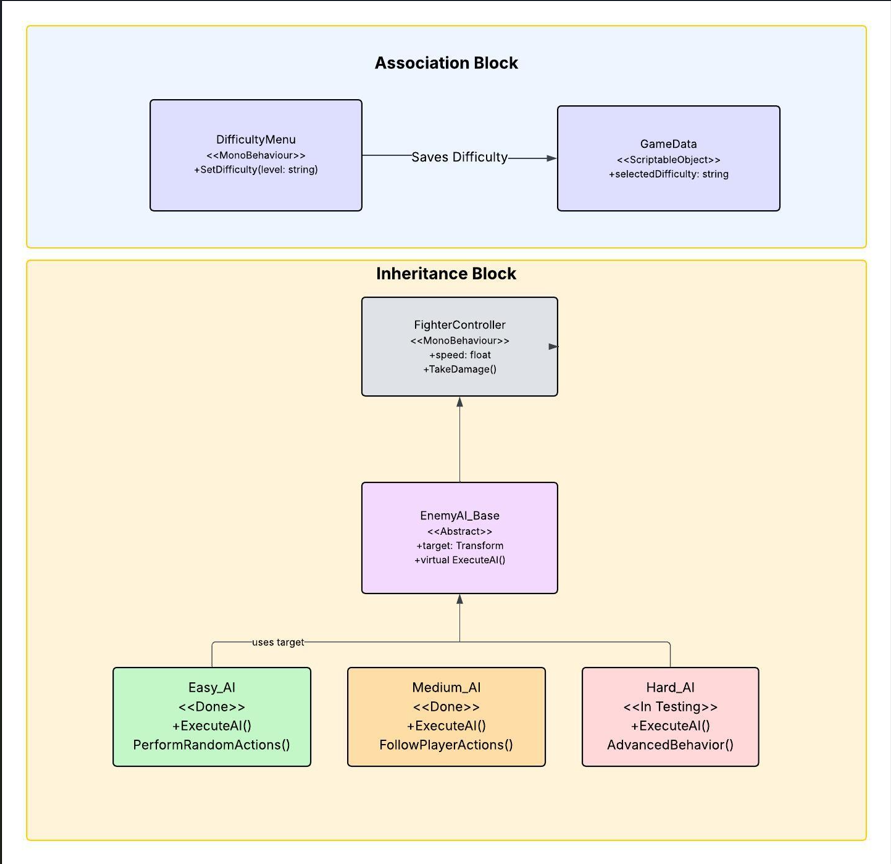 Association Block
DifficultyMenu
<<MonoBehaviour>>
+SetDifficulty(level: string)
Saves Difficulty
GameData
<<ScriptableObject>>
+selectedDifficulty: string
Inheritance Block
FighterController
<<MonoBehaviour>>
+speed: float
+TakeDamage()
EnemyAI_Base
<<Abstract>>
+target: Transform
+virtual ExecuteAI()
uses target
Easy_AI
<<Done>>
+ExecuteAI()
PerformRandomActions()
Medium_AI
<<Done>>
+ExecuteAI()
FollowPlayerActions()
Hard_AI
<<In Testing>>
+ExecuteAI()
AdvancedBehavior()